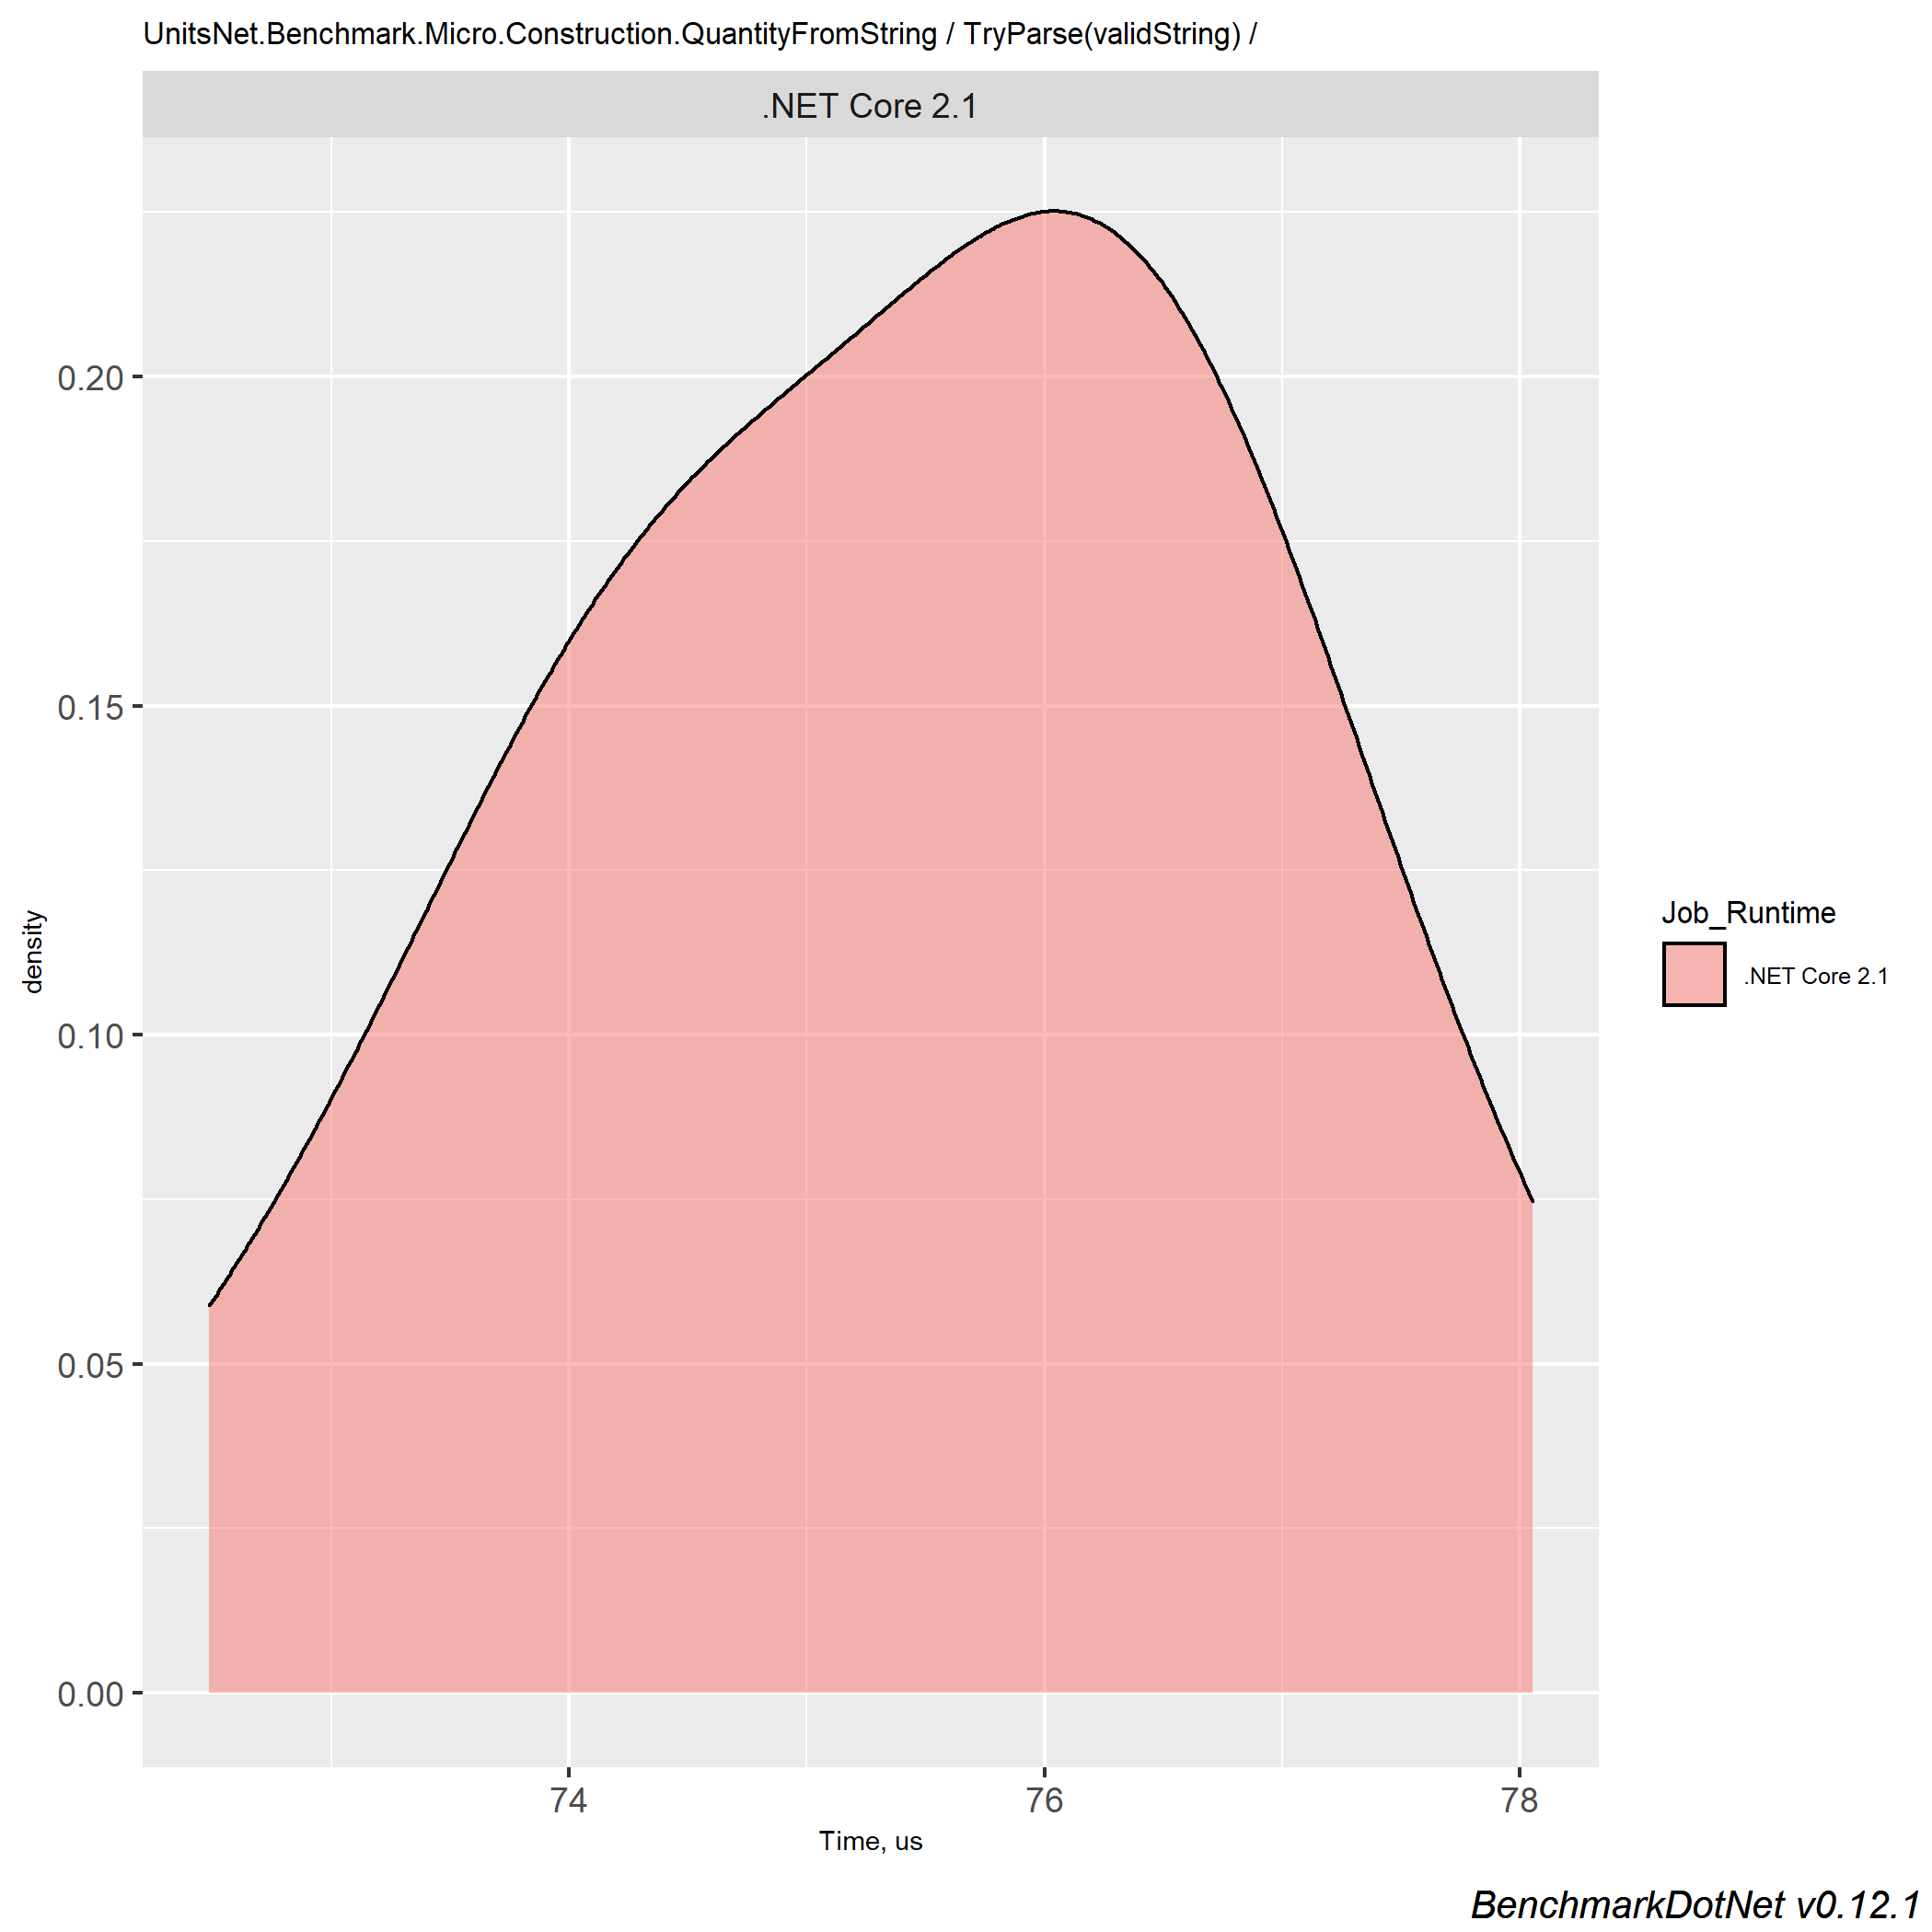 UnitsNet.Benchmark.Micro.Construction.QuantityFromString / TryParse(validString) /
.NET Core 2.1
0.20
0.15
0.10
0.05
0.00
density
74 76 78
Time, us
Job_Runtime
.NET Core 2.1
BenchmarkDotNet v0.12.1